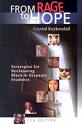 From RAGE to
HOPE
Crystal Kuykendall
Strategies for
Reclaiming
Black & Hispanic
Students